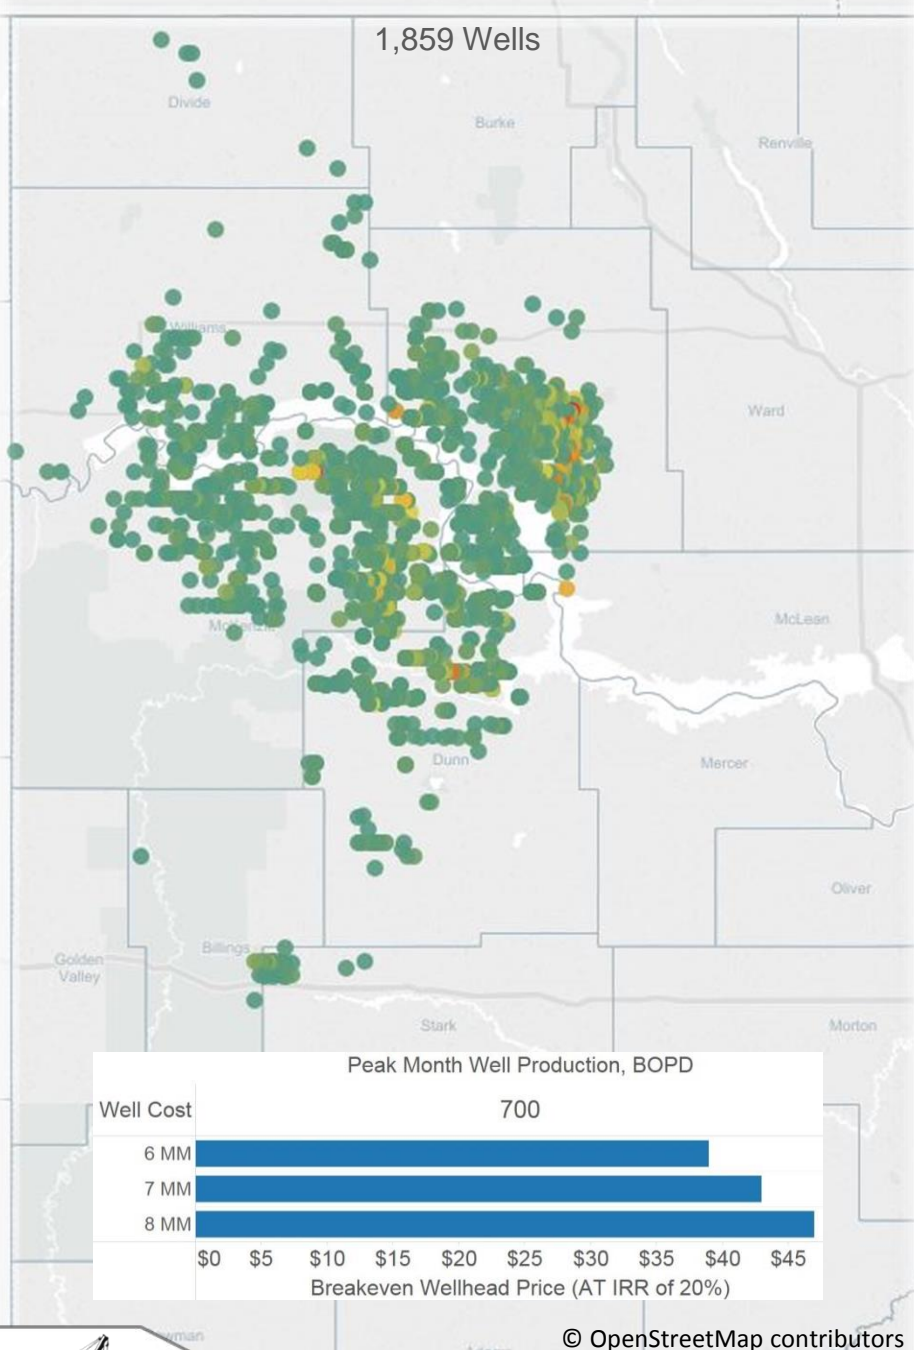 1,859 Wells
Divide
Burke
Renville
Williams
Ward
McLean
Dunn
Mercer
Oliver
Billings
Golden
Valley
Stark
Morton
Peak Month Well Production, BOPD
Well Cost 700
6 MM
7 MM
8 MM
$0 $5 $10 $15 $20 $25 $30 $35 $40 $45
Breakeven Wellhead Price (AT IRR of 20%)
© OpenStreetMap contributors